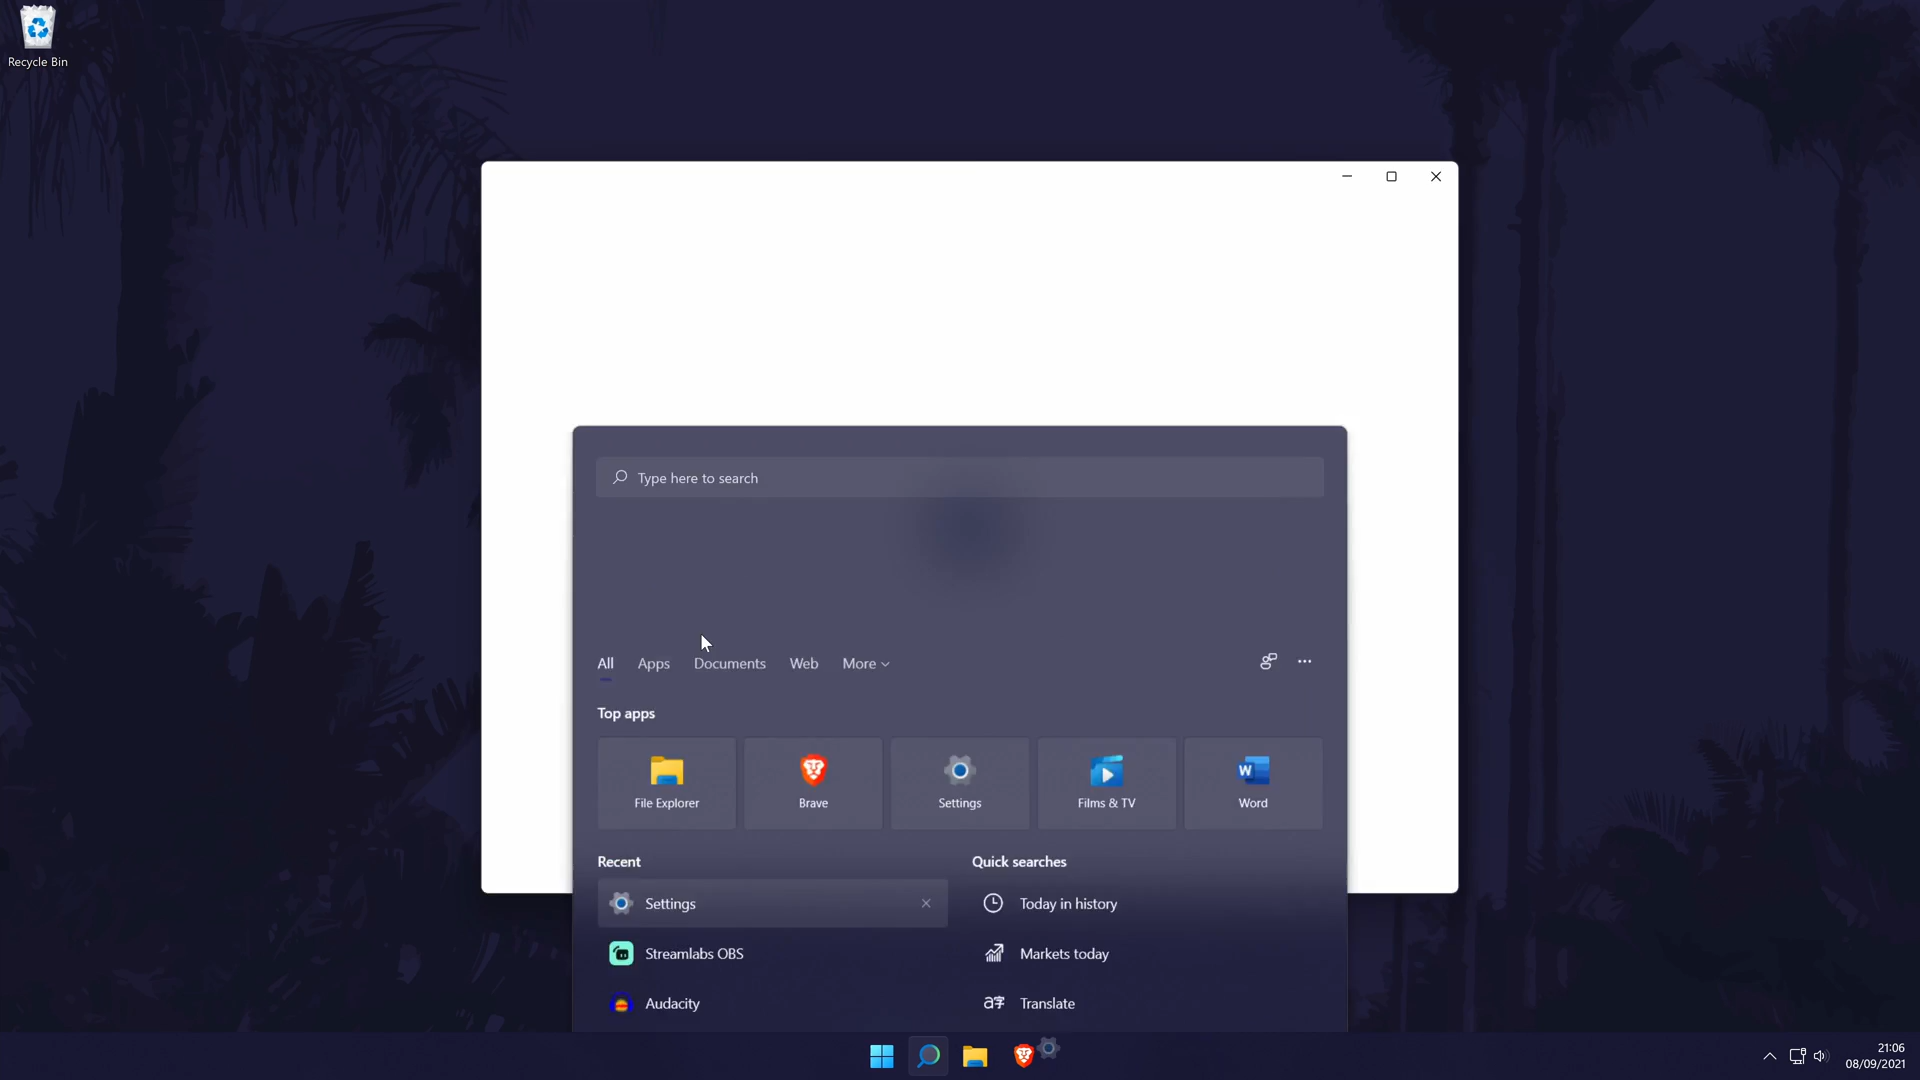 Recycle Bin
Type here to search
All Apps Documents Web More
Top apps
File Explorer Brave Settings Films & TV Word
Recent Quick searches
Settings Today in history
Streamlabs OBS Markets today
Audacity Translate
21:06
08/09/2021